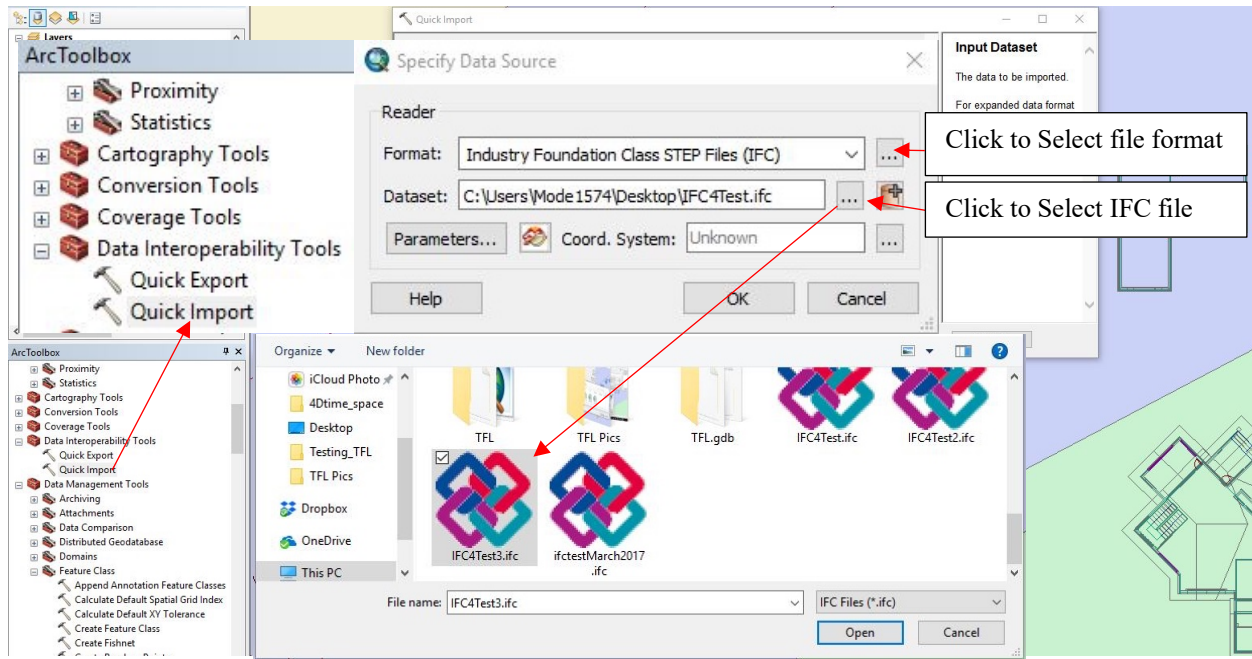 Layers
ArcToolbox
Proximity
Statistics
Cartography Tools
Conversion Tools
Coverage Tools
Data Interoperability Tools
Quick Export
Quick Import
Quick Import
Specify Data Source
Reader
Format: Industry Foundation Class STEP Files (IFC) ...
Dataset: C:\Users\Mode1574\Desktop\IFC4Test.ifc ...
Parameters... Coord. System: Unknown ...
Help OK Cancel
Input Dataset
The data to be imported.
For expanded data format
Click to Select file format
Click to Select IFC file
ArcToolbox
Proximity
Statistics
Cartography Tools
Conversion Tools
Coverage Tools
Data Interoperability Tools
Quick Export
Quick Import
Data Management Tools
Archiving
Attachments
Data Comparison
Distributed Geodatabase
Domains
Feature Class
Append Annotation Feature Classes
Calculate Default Spatial Grid Index
Calculate Default XY Tolerance
Create Feature Class
Create Fishnet
Organize New folder
iCloud Photo
4Dtime_space
Desktop
Testing_TFL
TFL Pics
Dropbox
OneDrive
This PC
TFL TFL Pics TFL.gdb IFC4Test.ifc IFC4Test2.ifc
IFC4Test3.ifc ifctestMarch2017
.ifc
File name: IFC4Test3.ifc IFC Files (*.ifc)
Open Cancel